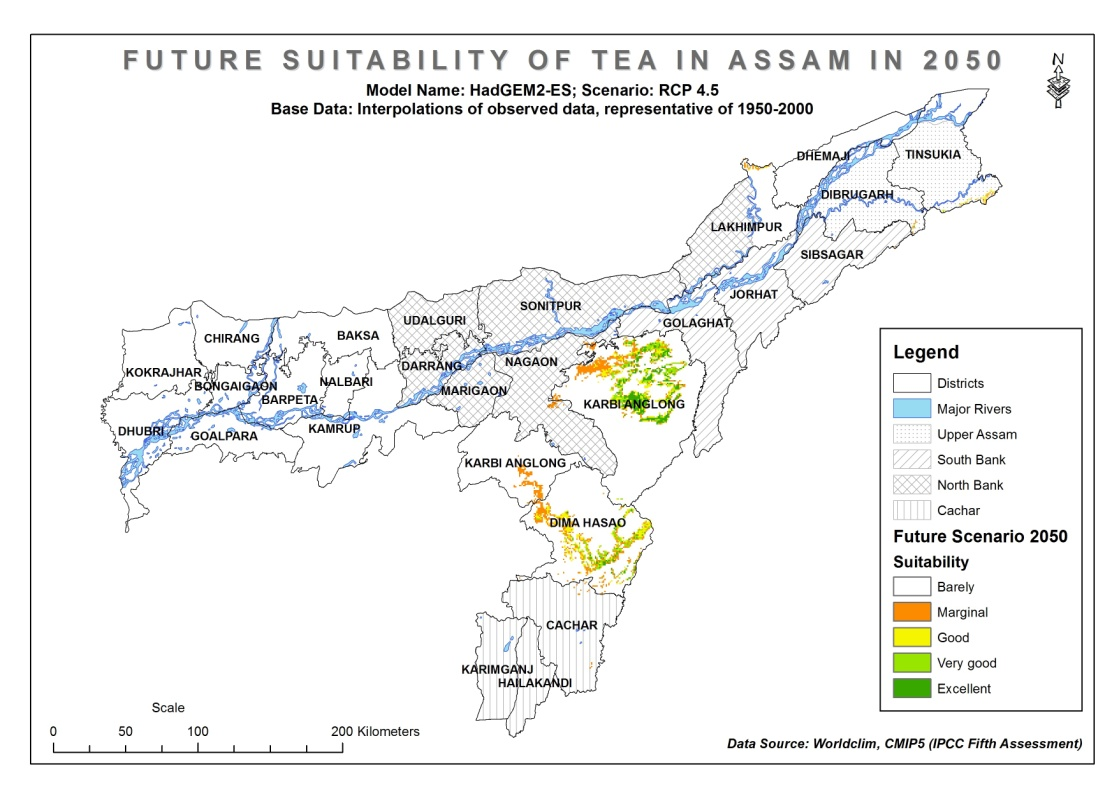 FUTURE SUITABILITY OF TEA IN ASSAM IN 2050
Model Name: HadGEM2-ES; Scenario: RCP 4.5
Base Data: Interpolations of observed data, representative of 1950-2000
N
DHEMAJI
TINSUKIA
DIBRUGARH
LAKHIMPUR
SIBSAGAR
JORHAT
SONITPUR
GOLAGHAT
UDALGURI
CHIRANG
BAKSA
DARRANG
NAGAON
KOKRAJHAR
BONGAIGAON
NALBARI
MARIGAON
BARPETA
KARBI ANGLONG
DHUBRI
GOALPARA
KAMRUP
KARBI ANGLONG
DIMA HASAO
CACHAR
KARIMGANJ
HAILAKANDI
Legend
Districts
Major Rivers
Upper Assam
South Bank
North Bank
Cachar
Future Scenario 2050
Suitability
Barely
Marginal
Good
Very good
Excellent
Scale
0 50 100 200 Kilometers
Data Source: Worldclim, CMIP5 (IPCC Fifth Assessment)